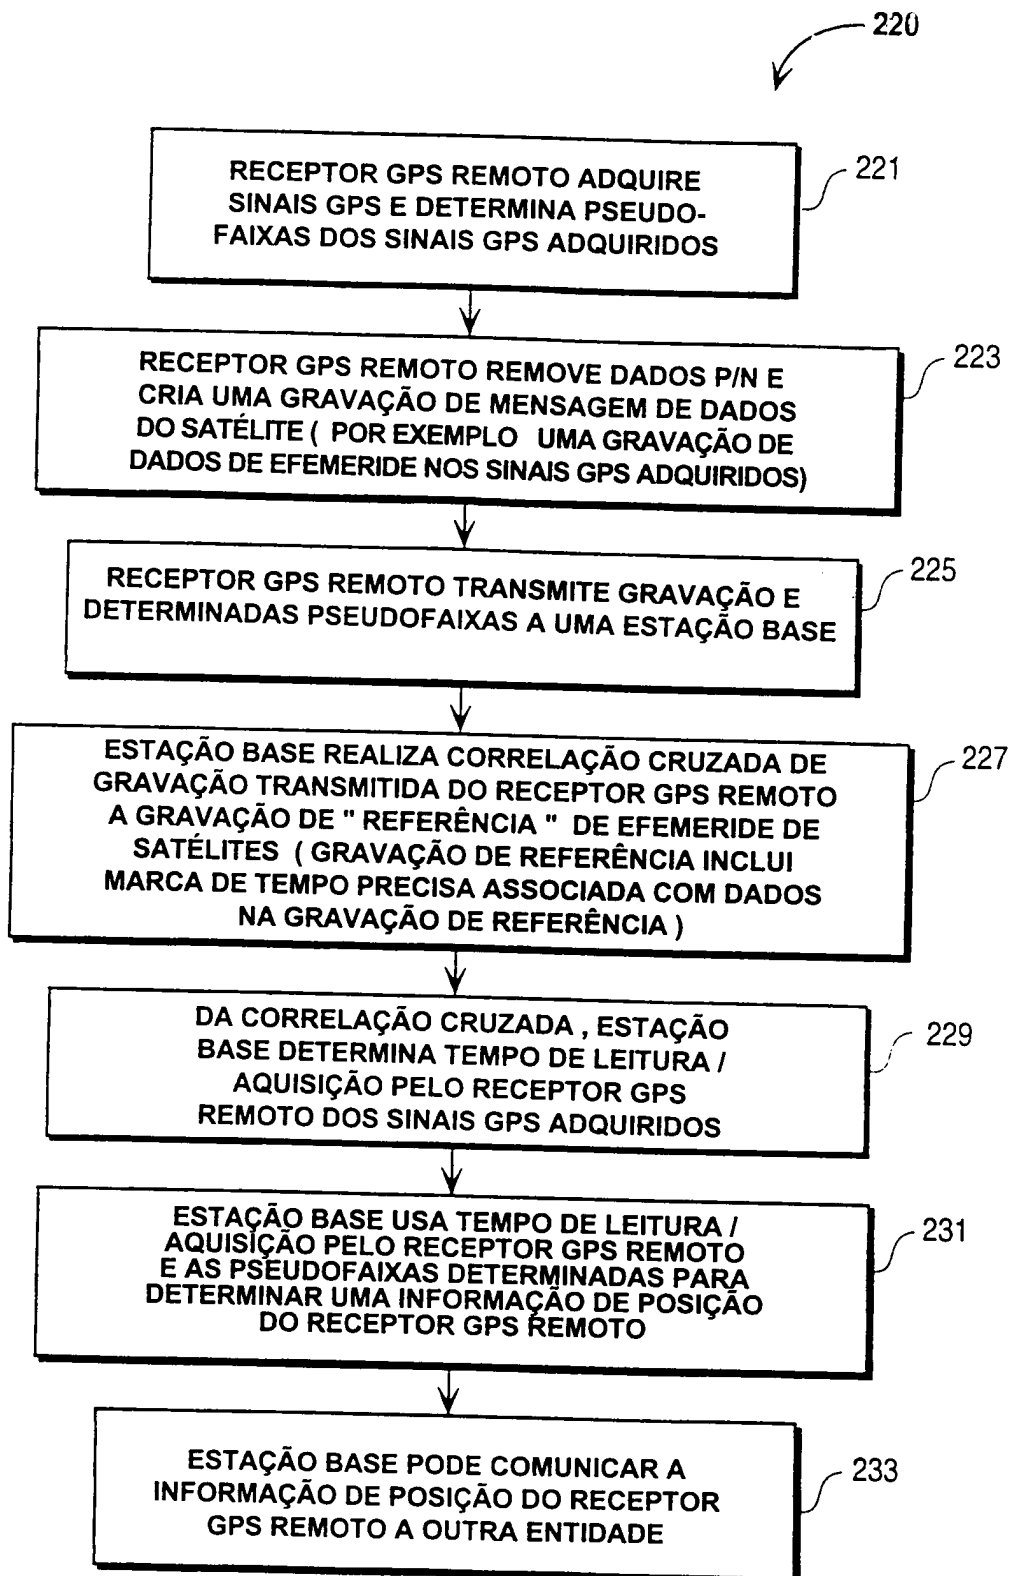 220
RECEPTOR GPS REMOTO ADQUIRE
SINAIS GPS E DETERMINA PSEUDO-
FAIXAS DOS SINAIS GPS ADQUIRIDOS
221
RECEPTOR GPS REMOTO REMOVE DADOS P/N E
CRIA UMA GRAVAÇÃO DE MENSAGEM DE DADOS
DO SATÉLITE ( POR EXEMPLO UMA GRAVAÇÃO DE
DADOS DE EFEMERIDE NOS SINAIS GPS ADQUIRIDOS)
223
RECEPTOR GPS REMOTO TRANSMITE GRAVAÇÃO E
DETERMINADAS PSEUDOFAIXAS A UMA ESTAÇÃO BASE
225
ESTAÇÃO BASE REALIZA CORRELAÇÃO CRUZADA DE
GRAVAÇÃO TRANSMITIDA DO RECEPTOR GPS REMOTO
A GRAVAÇÃO DE " REFERÊNCIA " DE EFEMERIDE DE
SATÉLITES ( GRAVAÇÃO DE REFERÊNCIA INCLUI
MARCA DE TEMPO PRECISA ASSOCIADA COM DADOS
NA GRAVAÇÃO DE REFERÊNCIA )
227
DA CORRELAÇÃO CRUZADA , ESTAÇÃO
BASE DETERMINA TEMPO DE LEITURA /
AQUISIÇÃO PELO RECEPTOR GPS
REMOTO DOS SINAIS GPS ADQUIRIDOS
229
ESTAÇÃO BASE USA TEMPO DE LEITURA /
AQUISIÇÃO PELO RECEPTOR GPS REMOTO
E AS PSEUDOFAIXAS DETERMINADAS PARA
DETERMINAR UMA INFORMAÇÃO DE POSIÇÃO
DO RECEPTOR GPS REMOTO
231
ESTAÇÃO BASE PODE COMUNICAR A
INFORMAÇÃO DE POSIÇÃO DO RECEPTOR
GPS REMOTO A OUTRA ENTIDADE
233